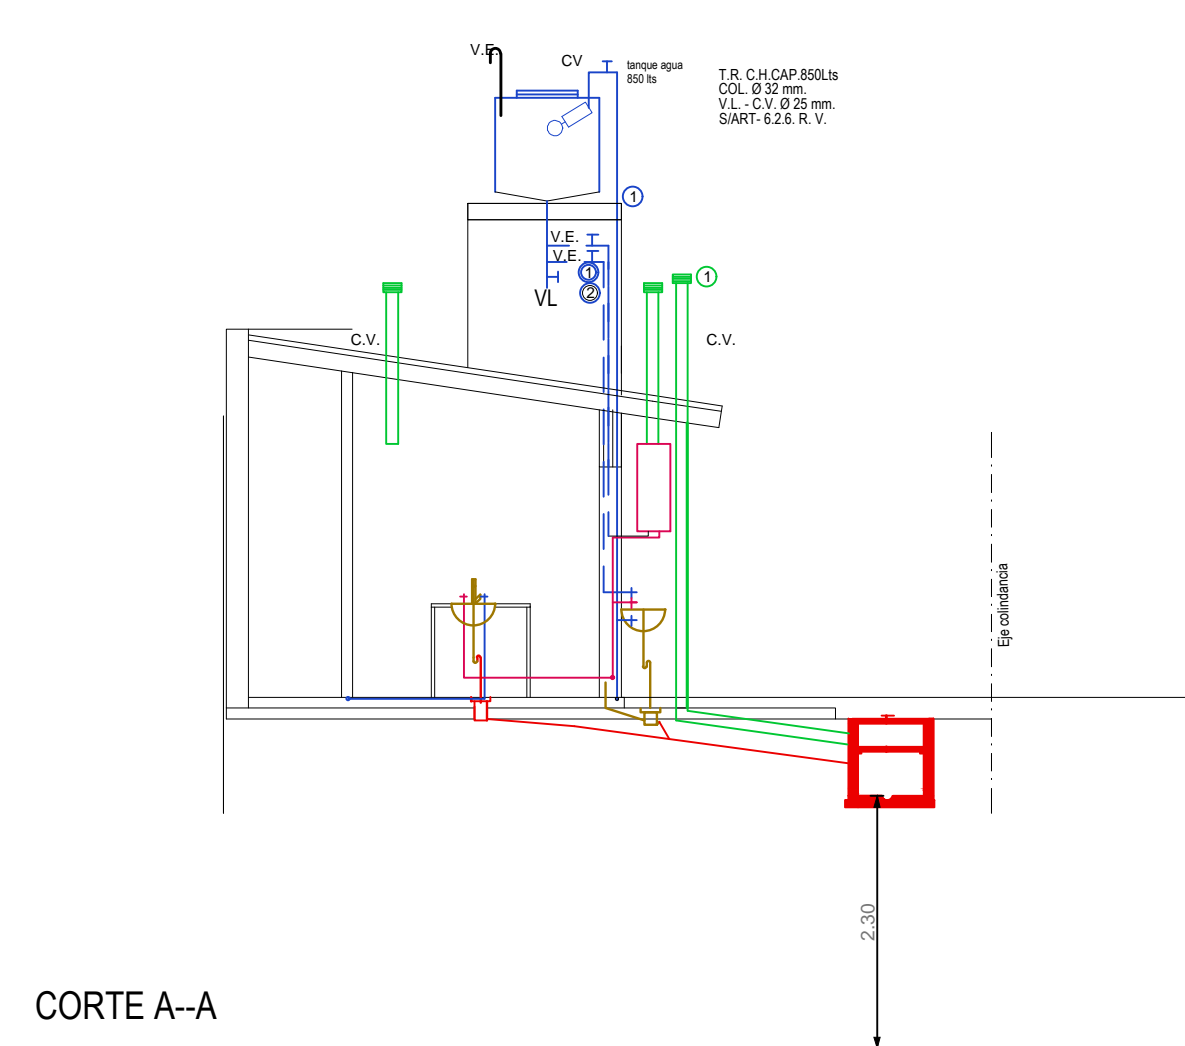 V.E.
CV
tanque agua
850 lts
T.R. C.H.CAP.850Lts
COL. Ø 32 mm.
V.L. - C.V. Ø 25 mm.
S/ART- 6.2.6. R. V.
1
V.E.
V.E.
1
2
VL
1
C.V.
C.V.
Eje colindancia
2.30
CORTE A--A